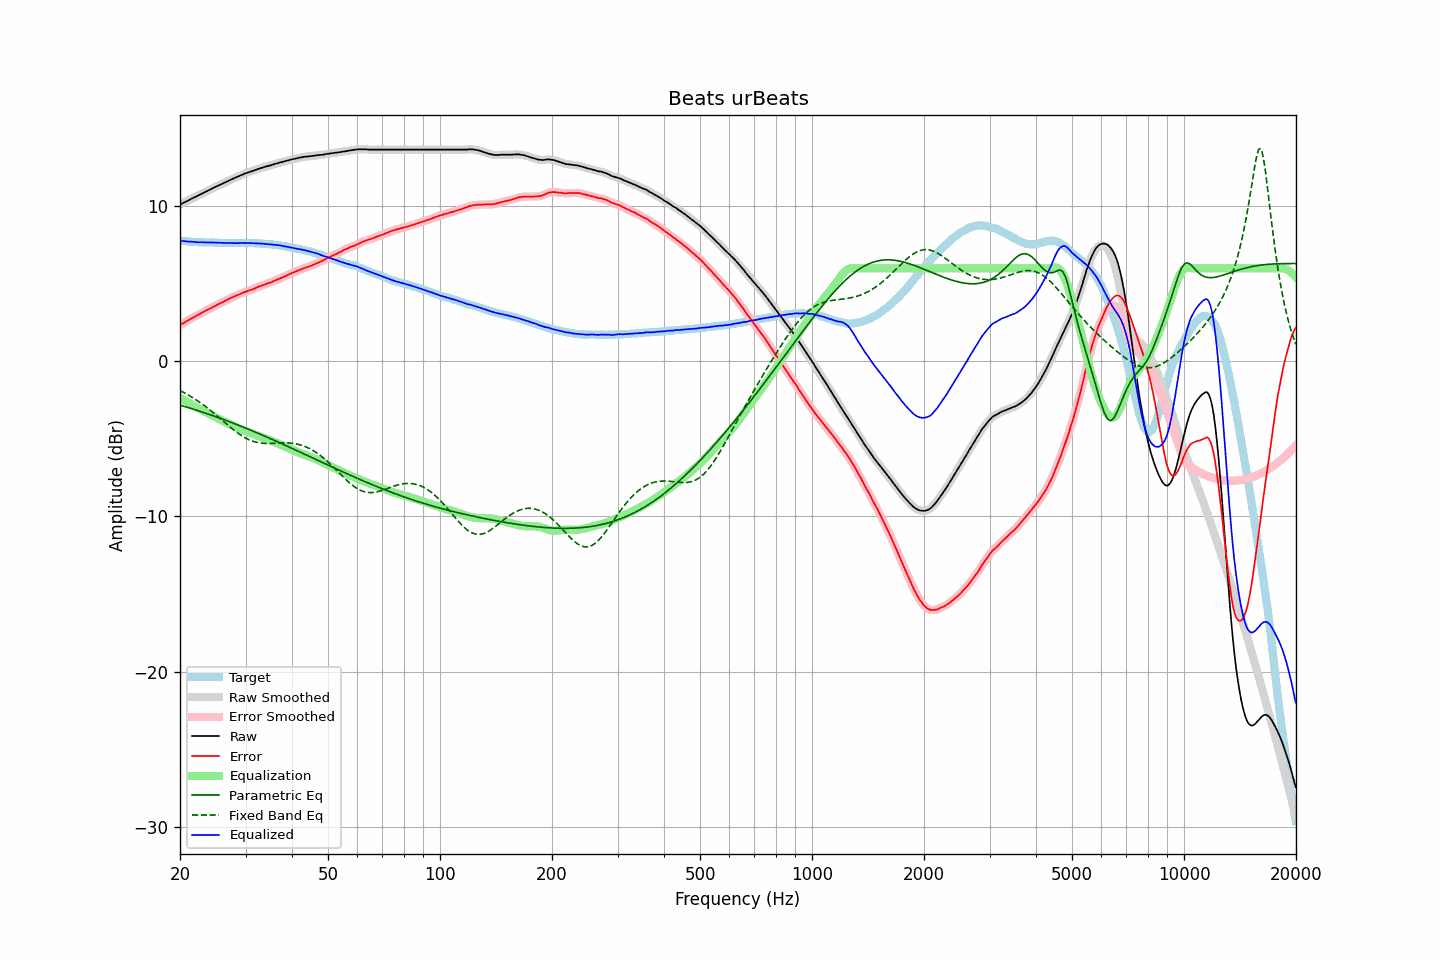 Beats urBeats
Amplitude (dBr)
10
0
−10
−20
−30
Target
Raw Smoothed
Error Smoothed
Raw
Error
Equalization
Parametric Eq
Fixed Band Eq
Equalized
20 50 100 200 500 1000 2000 5000 10000 20000
Frequency (Hz)